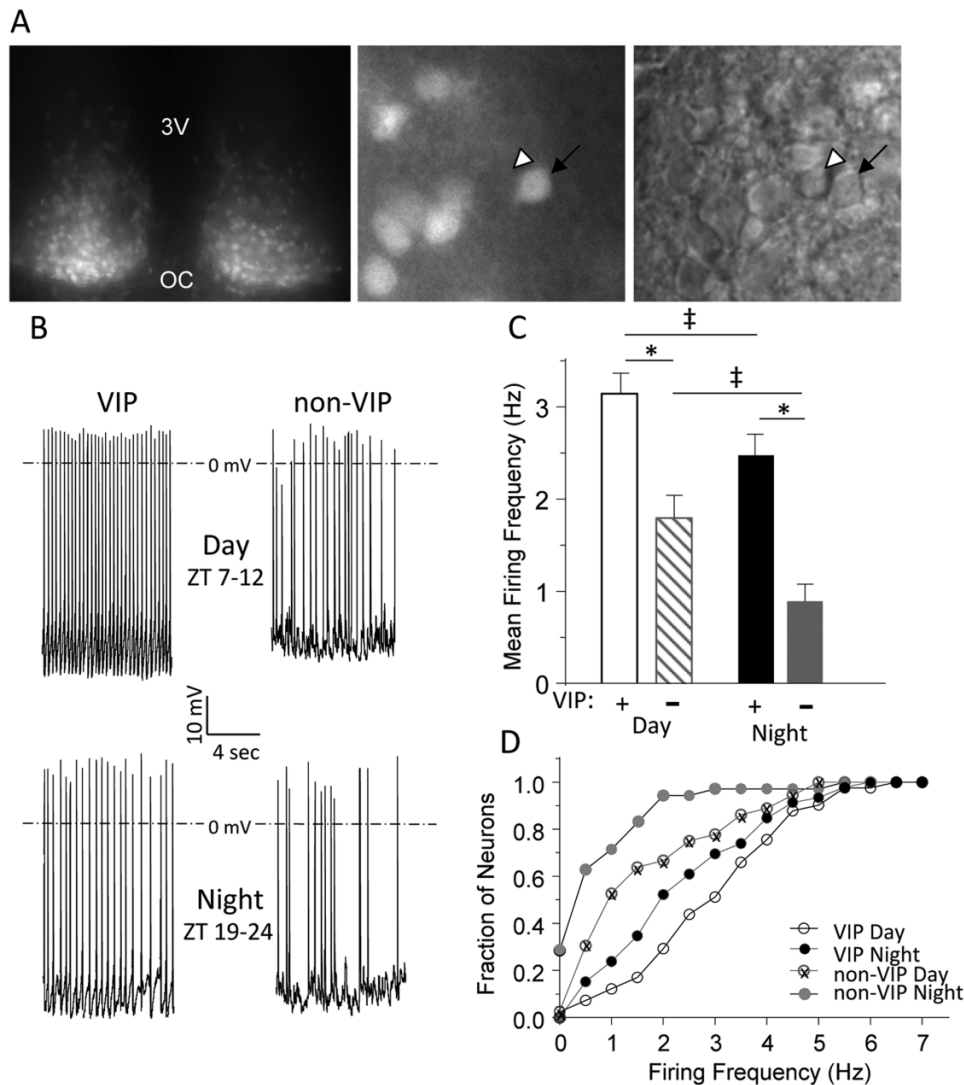 A
3V
OC
B
VIP
non-VIP
0 mV
Day
ZT 7-12
10 mV
4 sec
0 mV
Night
ZT 19-24
C
‡
*
‡
*
Mean Firing Frequency (Hz)
3
2
1
0
VIP: + - + -
Day Night
D
Fraction of Neurons
1.0
0.8
0.6
0.4
0.2
0.0
VIP Day
VIP Night
non-VIP Day
non-VIP Night
0 1 2 3 4 5 6 7
Firing Frequency (Hz)